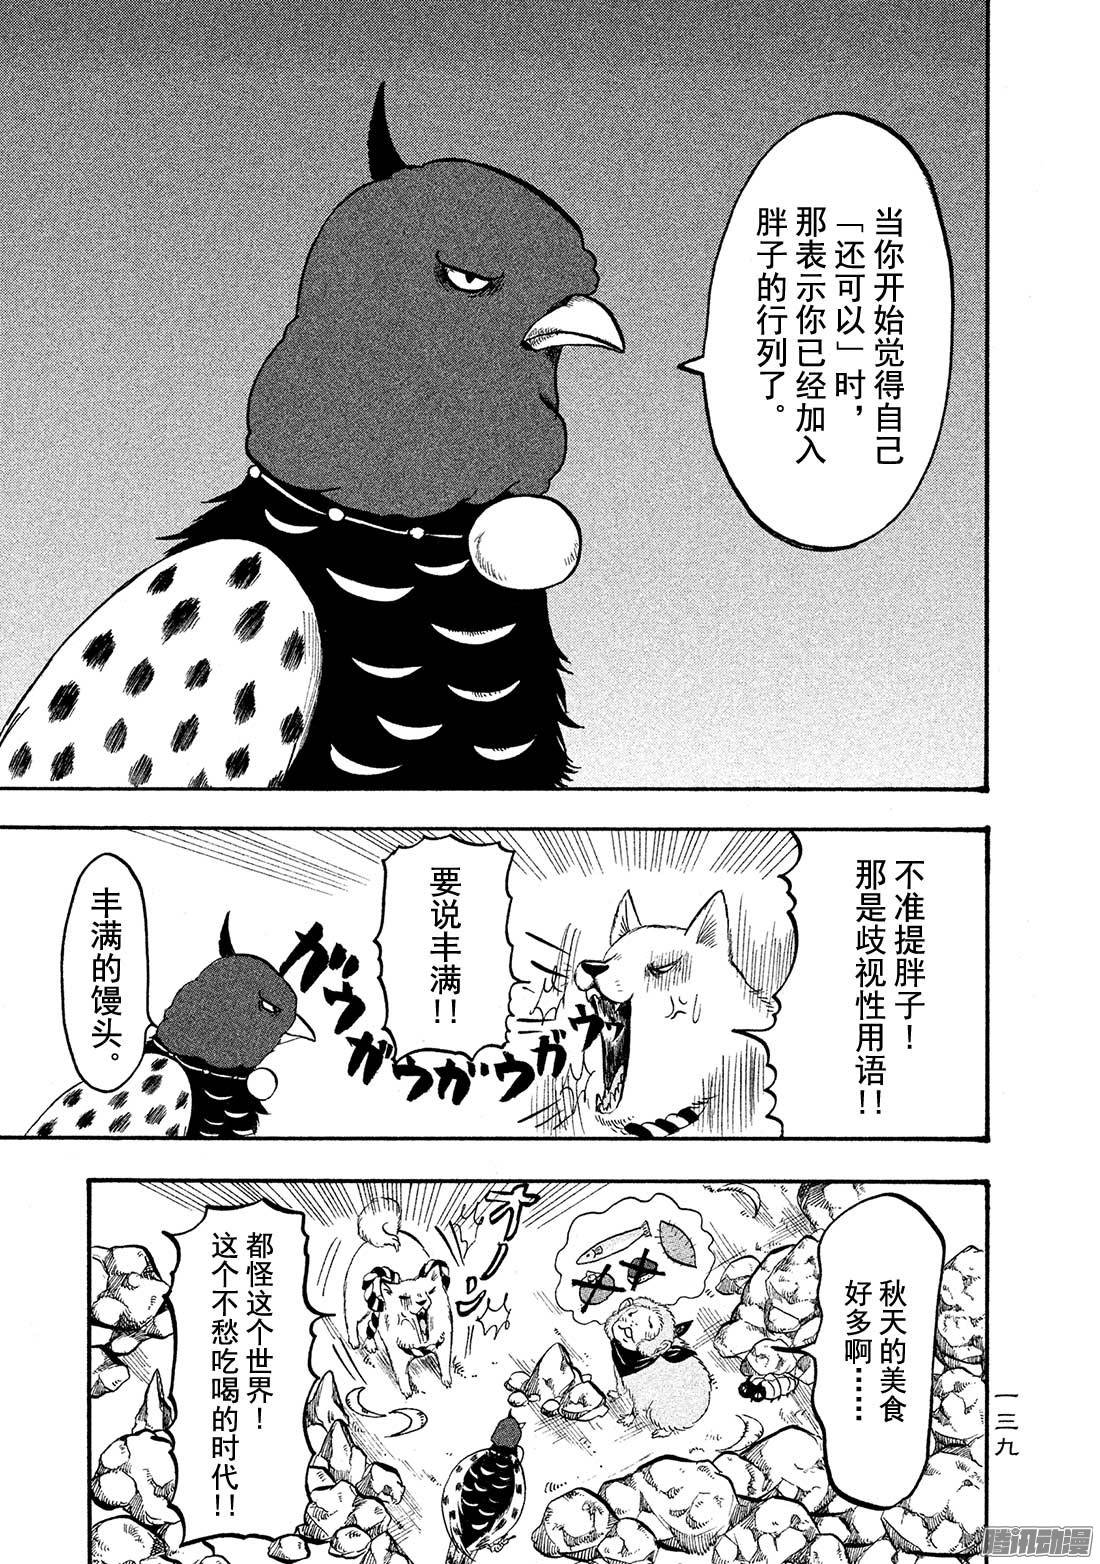 当你开始觉得自己
「还可以」时，
那表示你已经加入
胖子的行列了。
不准提胖子！
那是歧视性用语!!
ガウッ
要说丰满!!
ガウガウガウ
丰满的馒头。
秋天的美食
好多啊……
オーン
都怪这个世界！
这个不愁吃喝的时代!!
一三九
腾讯动漫